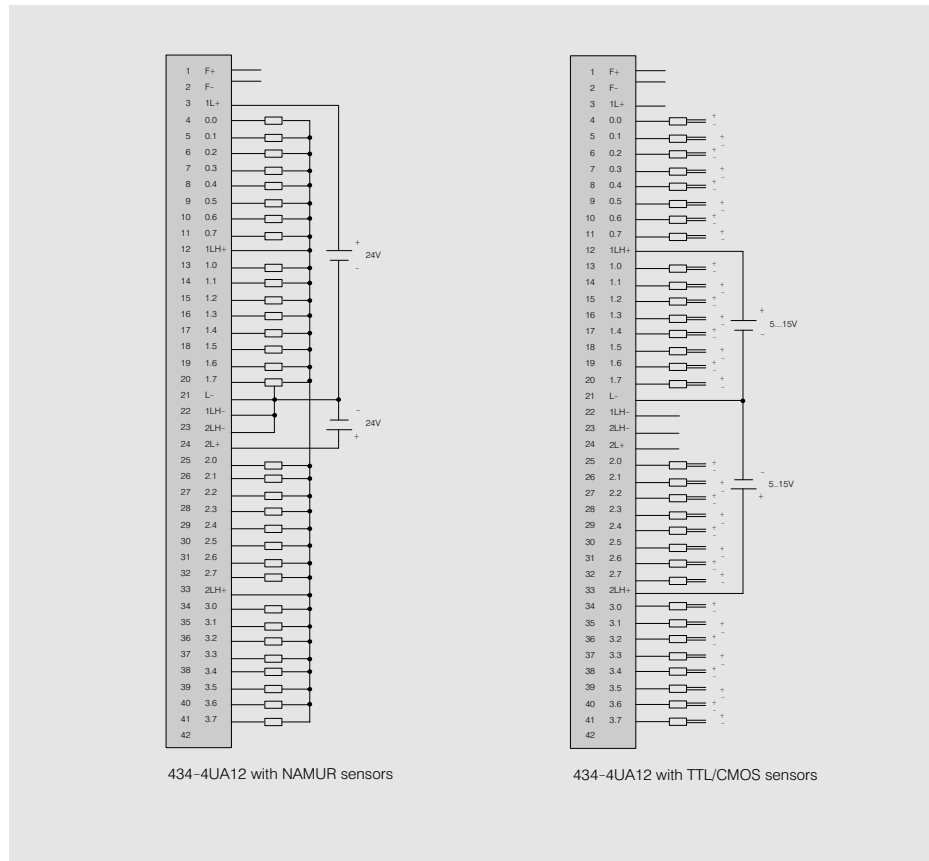 1 F+
2 F-
3 1L+
4 0.0
5 0.1
6 0.2
7 0.3
8 0.4
9 0.5
10 0.6
11 0.7
12 1LH+
13 1.0
14 1.1
15 1.2
16 1.3
17 1.4
18 1.5
19 1.6
20 1.7
21 L-
22 1LH-
23 2LH-
24 2L+
25 2.0
26 2.1
27 2.2
28 2.3
29 2.4
30 2.5
31 2.6
32 2.7
33 2LH+
34 3.0
35 3.1
36 3.2
37 3.3
38 3.4
39 3.5
40 3.6
41 3.7
42
+
24V
-
-
24V
+
434-4UA12 with NAMUR sensors
1 F+
2 F-
3 1L+
4 0.0 + -
5 0.1 + -
6 0.2 + -
7 0.3 + -
8 0.4 + -
9 0.5 + -
10 0.6 + -
11 0.7 + -
12 1LH+
13 1.0 + -
14 1.1 + -
15 1.2 + -
16 1.3 + -
17 1.4 + -
18 1.5 + -
19 1.6 + -
20 1.7 + -
21 L-
22 1LH-
23 2LH-
24 2L+
25 2.0 + -
26 2.1 + -
27 2.2 + -
28 2.3 + -
29 2.4 + -
30 2.5 + -
31 2.6 + -
32 2.7 + -
33 2LH+
34 3.0 + -
35 3.1 + -
36 3.2 + -
37 3.3 + -
38 3.4 + -
39 3.5 + -
40 3.6 + -
41 3.7 + -
42
+
5...15V
-
-
5..15V
+
434-4UA12 with TTL/CMOS sensors